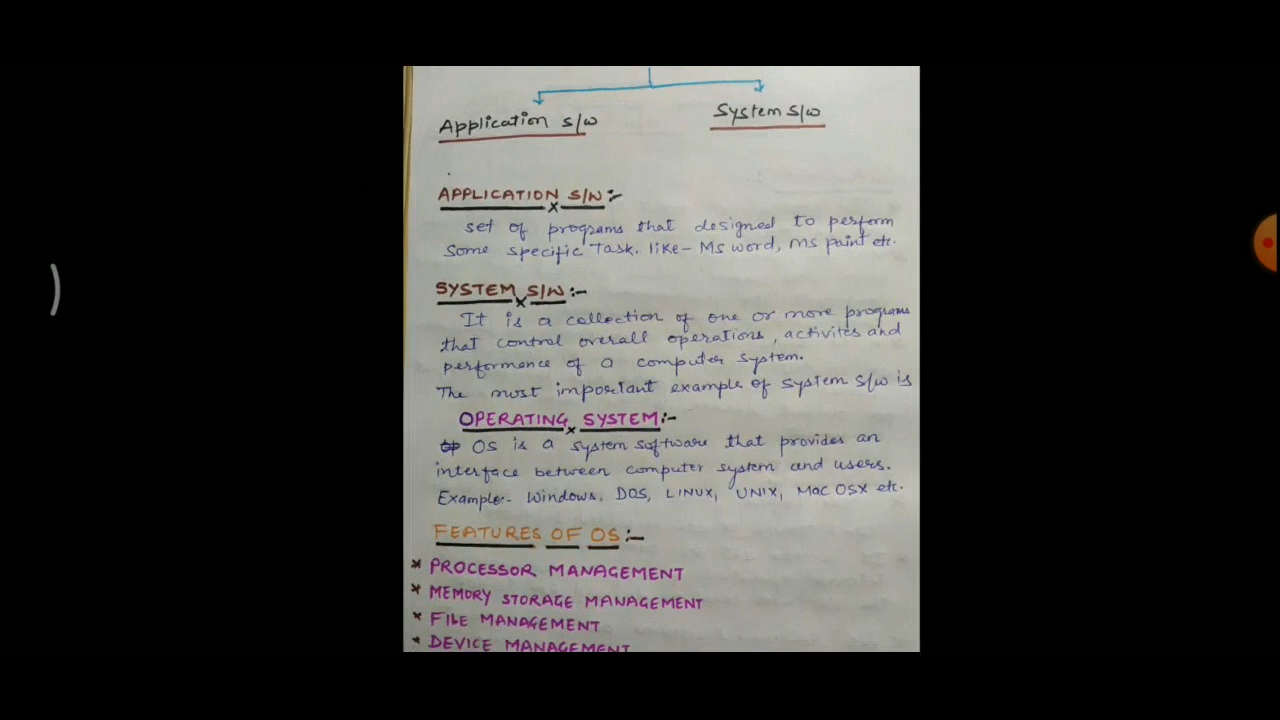 Application s/w
System s/w
APPLICATION S/W :-
set of programs that designed to perform
some specific Task. like- Ms word, ms paint etc.
SYSTEM S/W :-
It is a collection of one or more programs
that control overall operations, activites and
performance of a computer system.
The most important example of system s/w is
OPERATING SYSTEM :-
OS is a system software that provides an
interface between computer system and users.
Example:- Windows, DOS, LINUX, UNIX, Mac OSX etc.
FEATURES OF OS :-
* PROCESSOR MANAGEMENT
* MEMORY STORAGE MANAGEMENT
* FILE MANAGEMENT
* DEVICE MANAGEMENT